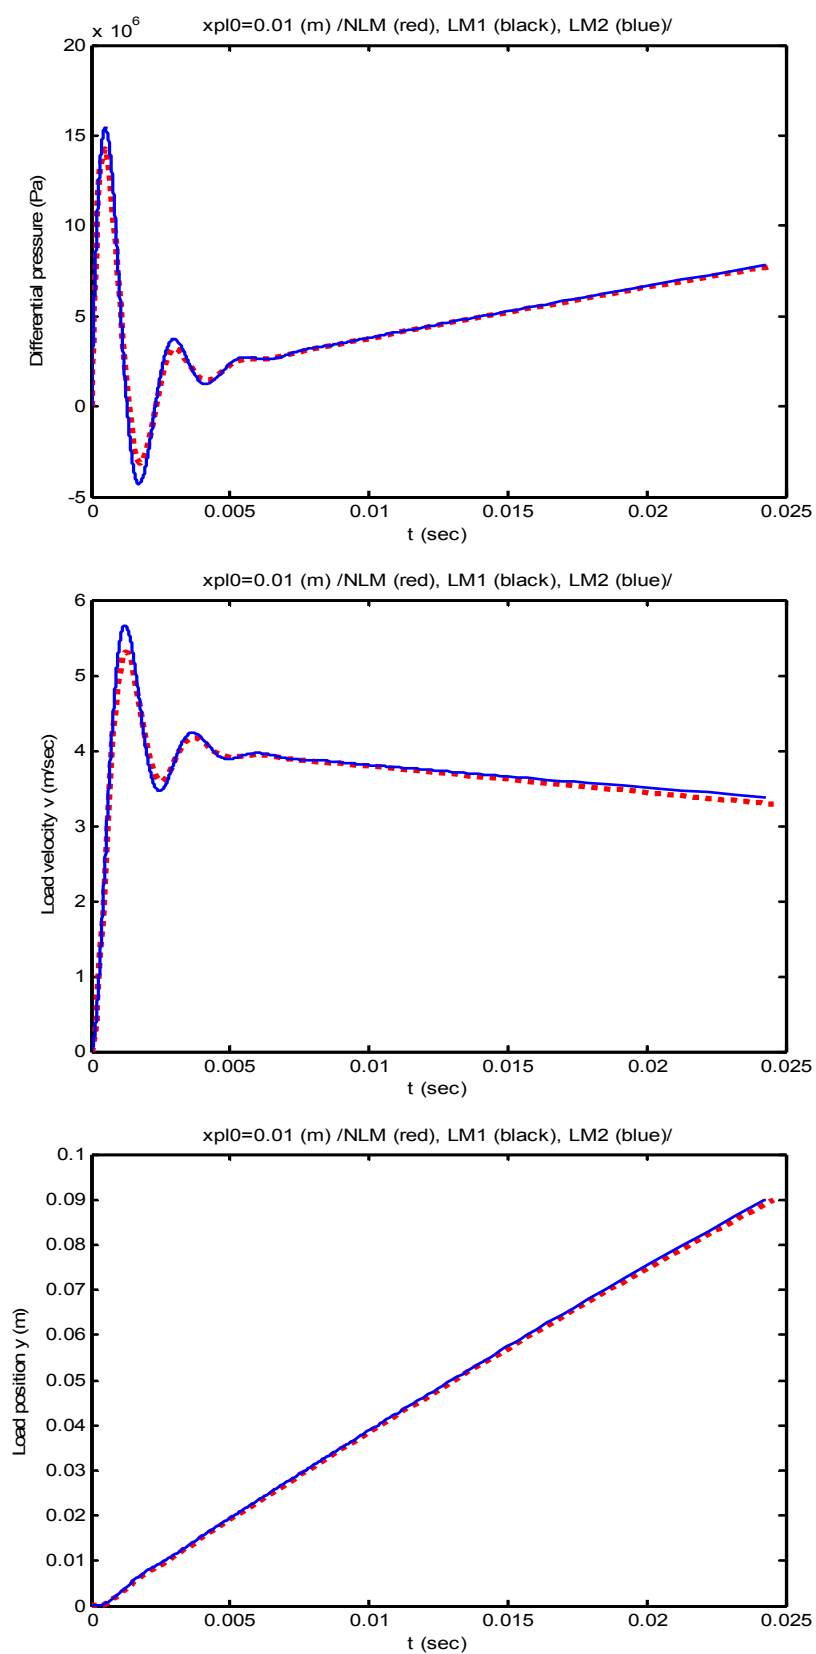 xpl0=0.01 (m) /NLM (red), LM1 (black), LM2 (blue)/
x 10^6
20
15
10
5
0
-5
Differential pressure (Pa)
0 0.005 0.01 0.015 0.02 0.025
t (sec)
xpl0=0.01 (m) /NLM (red), LM1 (black), LM2 (blue)/
6
5
4
3
2
1
0
Load velocity v (m/sec)
0 0.005 0.01 0.015 0.02 0.025
t (sec)
xpl0=0.01 (m) /NLM (red), LM1 (black), LM2 (blue)/
0.1
0.09
0.08
0.07
0.06
0.05
0.04
0.03
0.02
0.01
0
Load position y (m)
0 0.005 0.01 0.015 0.02 0.025
t (sec)